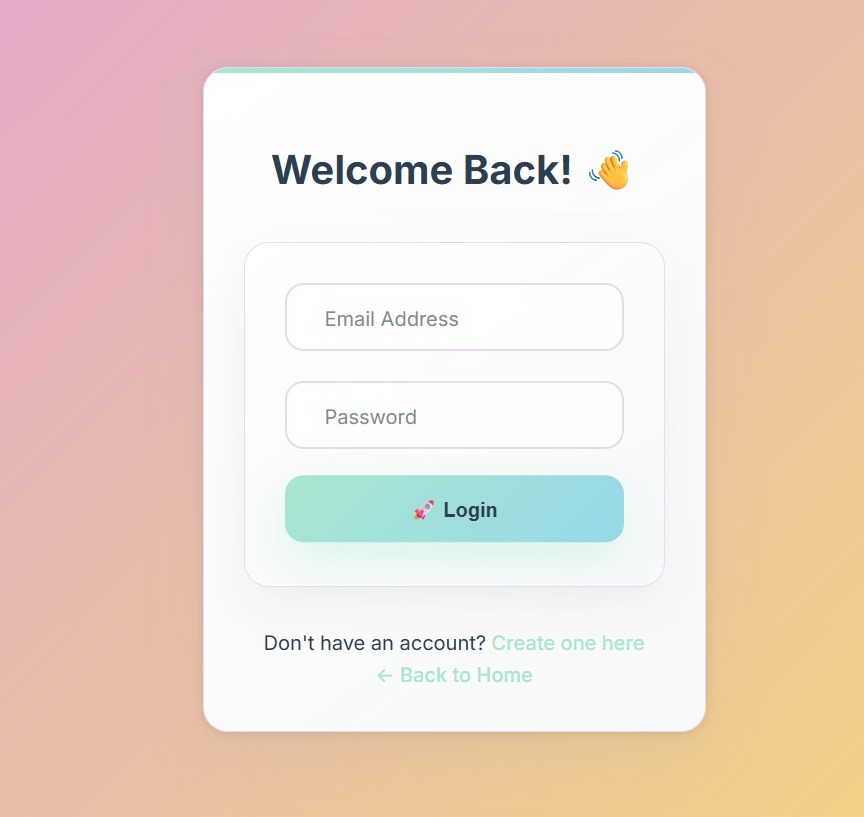 Welcome Back! 👋
Email Address
Password
🚀 Login
Don't have an account? Create one here
← Back to Home